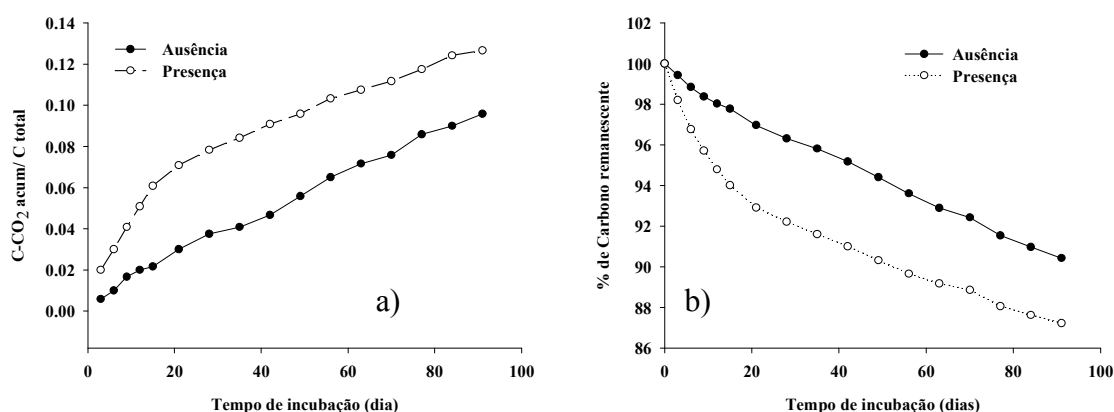 0.14
0.12
0.10
0.08
0.06
0.04
0.02
0.00
C-CO2 acum/ C total
Ausência
Presença
a)
0 20 40 60 80 100
Tempo de incubação (dia)
102
100
98
96
94
92
90
88
86
% de Carbono remanescente
Ausência
Presença
b)
0 20 40 60 80 100
Tempo de incubação (dias)